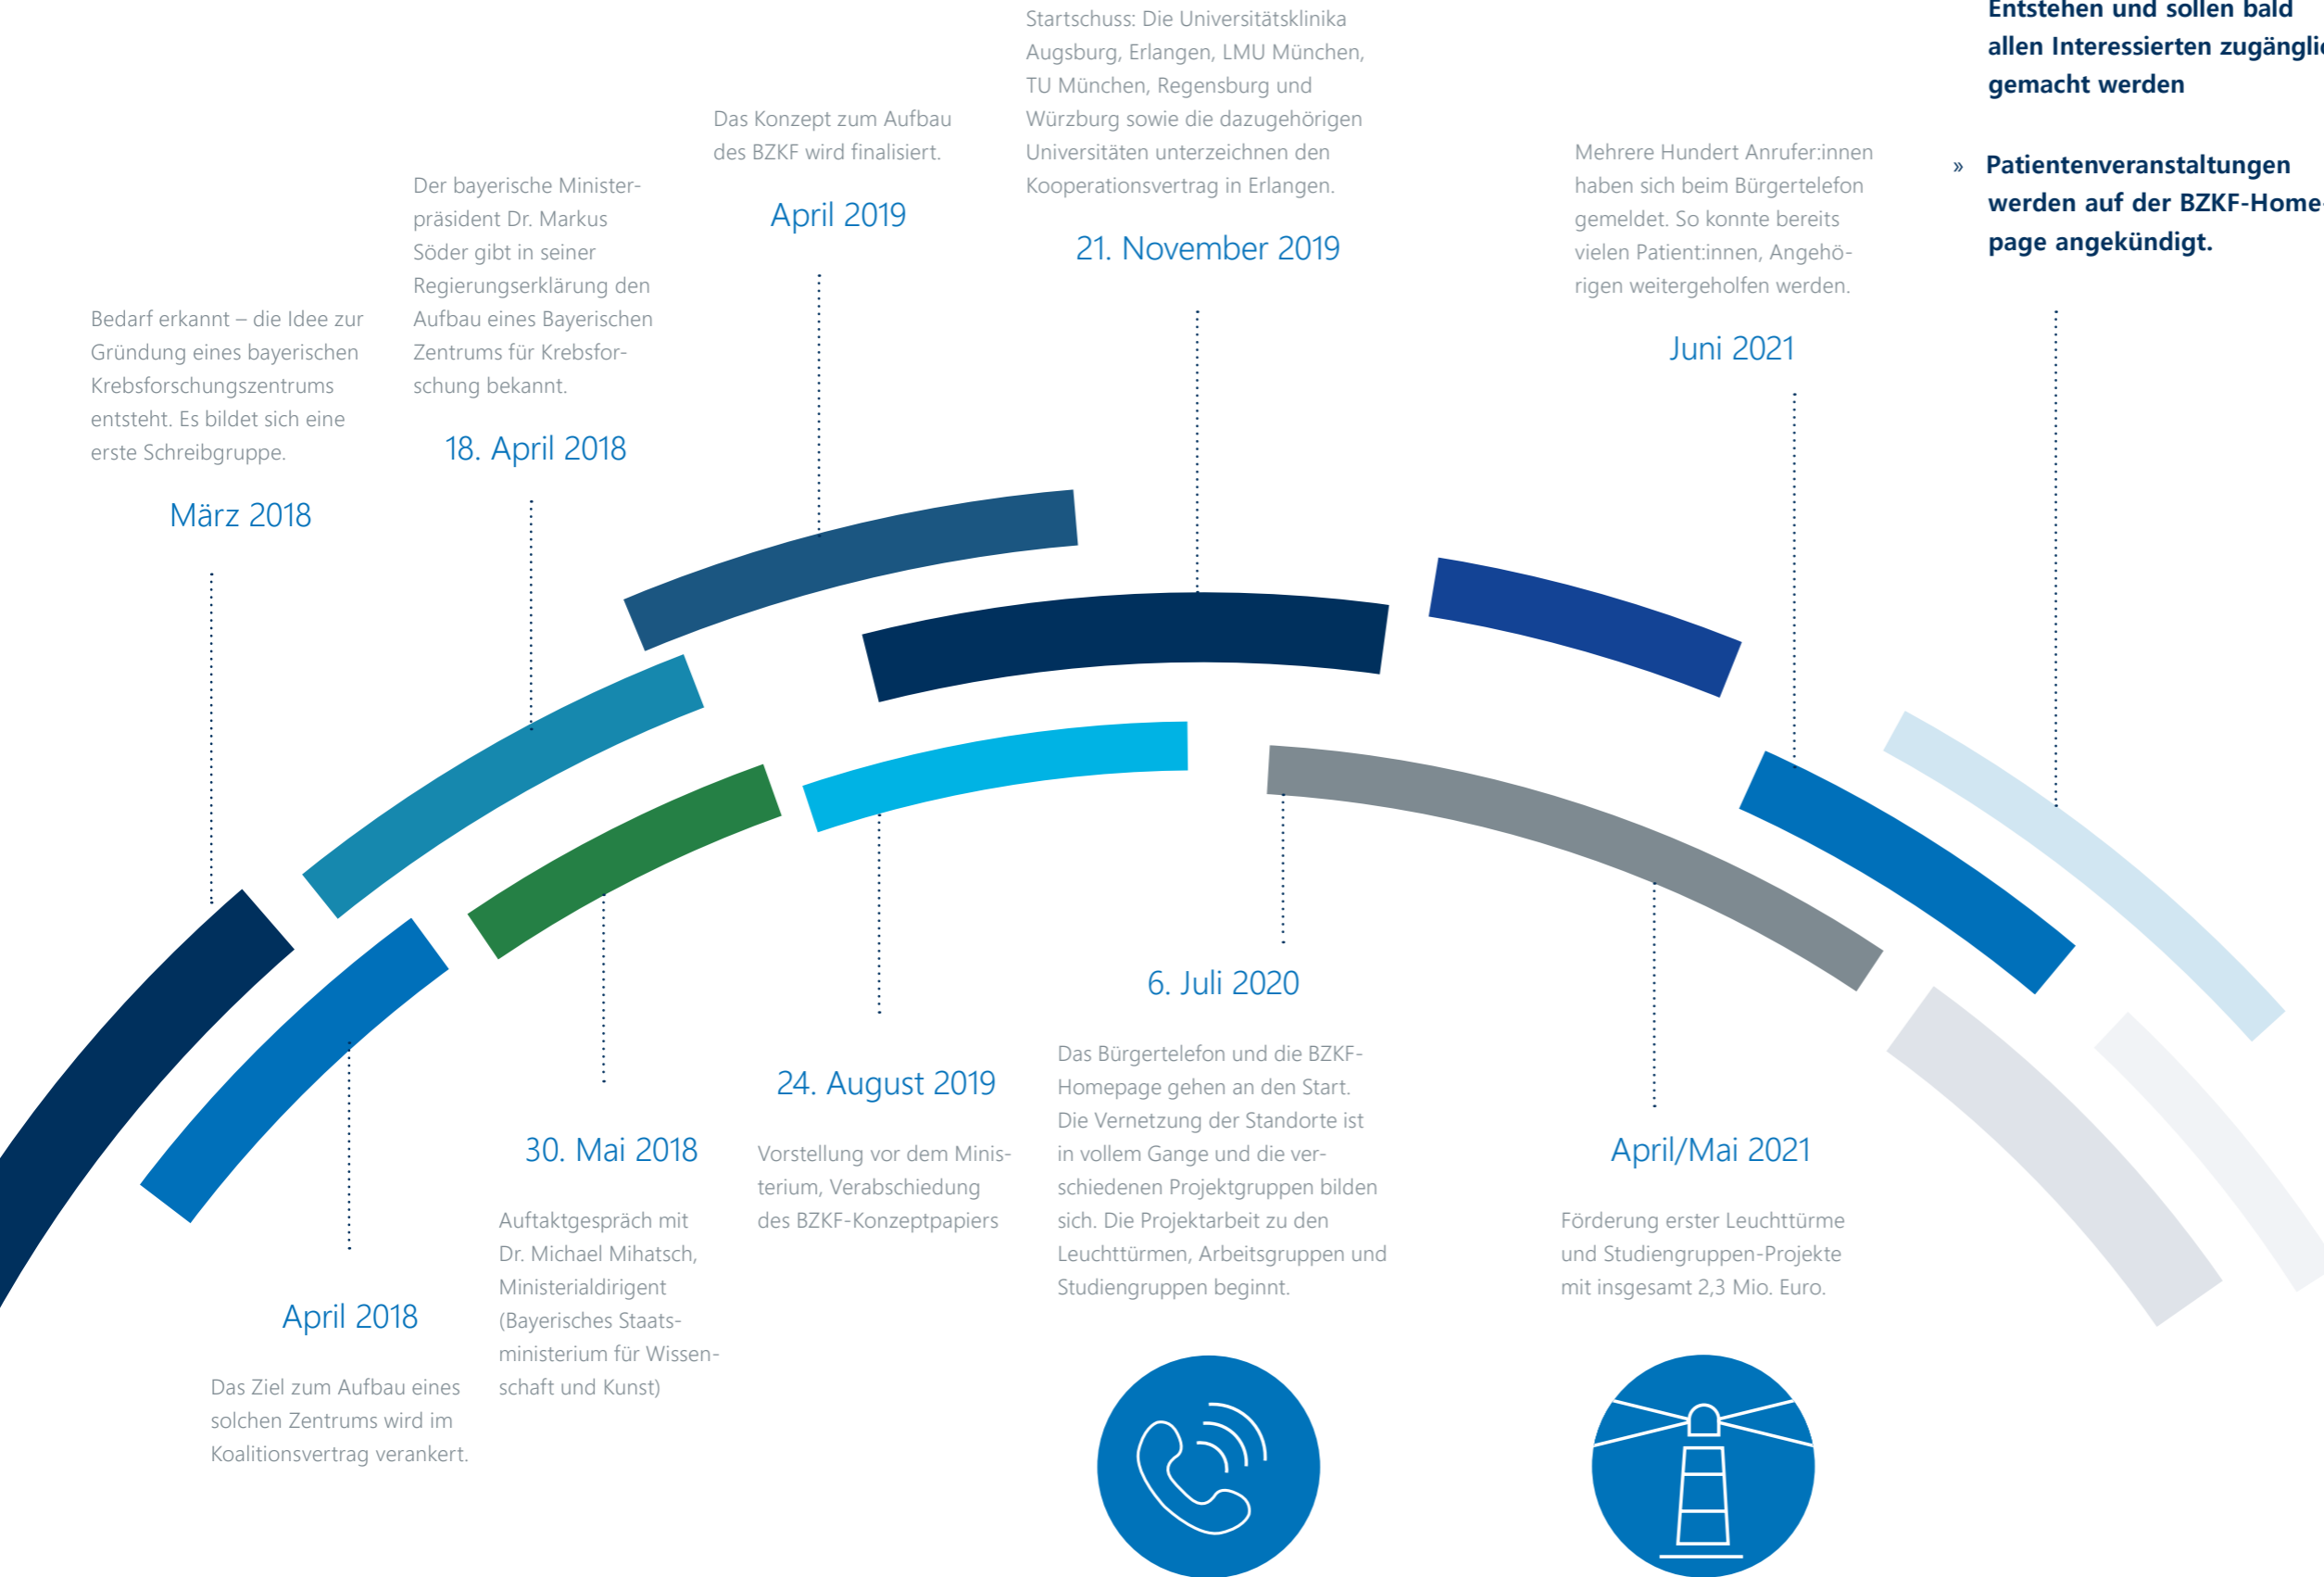 Bedarf erkannt – die Idee zur
Gründung eines bayerischen
Krebsforschungszentrums
entsteht. Es bildet sich eine
erste Schreibgruppe.
März 2018
Der bayerische Minister-
präsident Dr. Markus
Söder gibt in seiner
Regierungserklärung den
Aufbau eines Bayerischen
Zentrums für Krebsfor-
schung bekannt.
18. April 2018
Das Konzept zum Aufbau
des BZKF wird finalisiert.
April 2019
Startschuss: Die Universitätsklinika
Augsburg, Erlangen, LMU München,
TU München, Regensburg und
Würzburg sowie die dazugehörigen
Universitäten unterzeichnen den
Kooperationsvertrag in Erlangen.
21. November 2019
Mehrere Hundert Anrufer:innen
haben sich beim Bürgertelefon
gemeldet. So konnte bereits
vielen Patient:innen, Angehö-
rigen weitergeholfen werden.
Juni 2021
Entstehen und sollen bald
allen Interessierten
gemacht werden
» Patientenveranstaltungen
werden auf der BZKF-Home-
page angekündigt.
April 2018
Das Ziel zum Aufbau eines
solchen Zentrums wird im
Koalitionsvertrag verankert.
30. Mai 2018
Auftaktgespräch mit
Dr. Michael Mihatsch,
Ministerialdirigent
(Bayerisches Staats-
ministerium für Wissen-
schaft und Kunst)
24. August 2019
Vorstellung vor dem Minis-
terium, Verabschiedung
des BZKF-Konzeptpapiers
6. Juli 2020
Das Bürgertelefon und die BZKF-
Homepage gehen an den Start.
Die Vernetzung der Standorte ist
in vollem Gange und die ver-
schiedenen Projektgruppen bilden
sich. Die Projektarbeit zu den
Leuchttürmen, Arbeitsgruppen und
Studiengruppen beginnt.
April/Mai 2021
Förderung erster Leuchttürme
und Studiengruppen-Projekte
mit insgesamt 2,3 Mio. Euro.